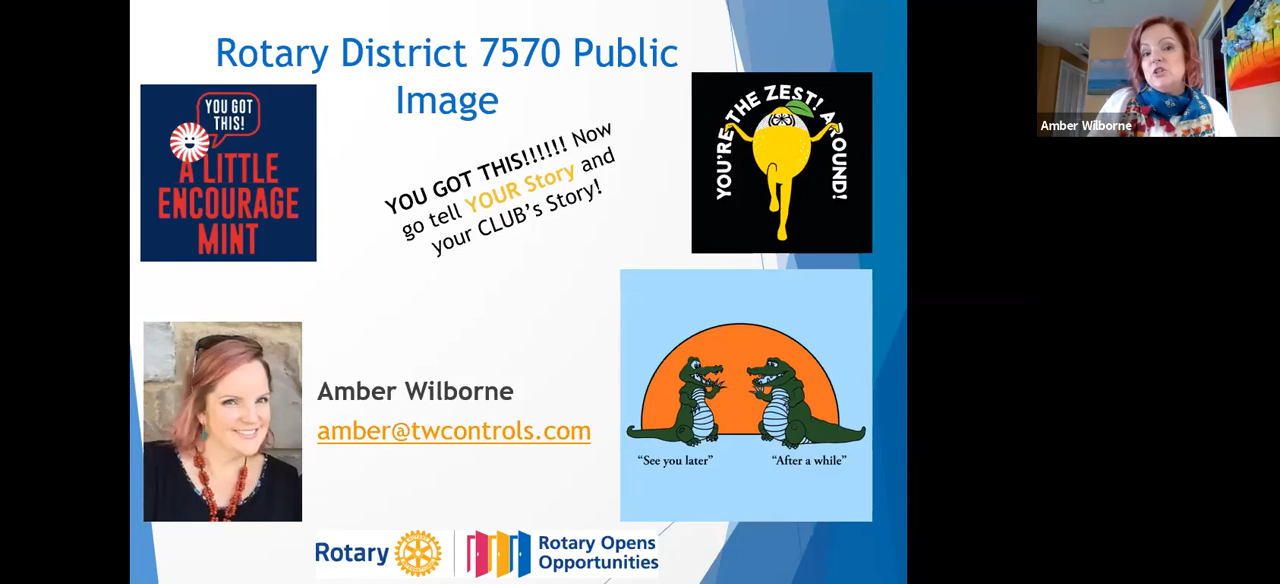 Rotary District 7570 Public
Image
YOU GOT
THIS!
A LITTLE
ENCOURAGE
MINT
YOU GOT THIS!!!!!! Now
go tell YOUR Story and
your CLUB's Story!
YOU'RE THE ZEST! AROUND!
Amber Wilborne
Amber Wilborne
amber@twcontrols.com
"See you later"
"After a while"
Rotary
Rotary Opens
Opportunities